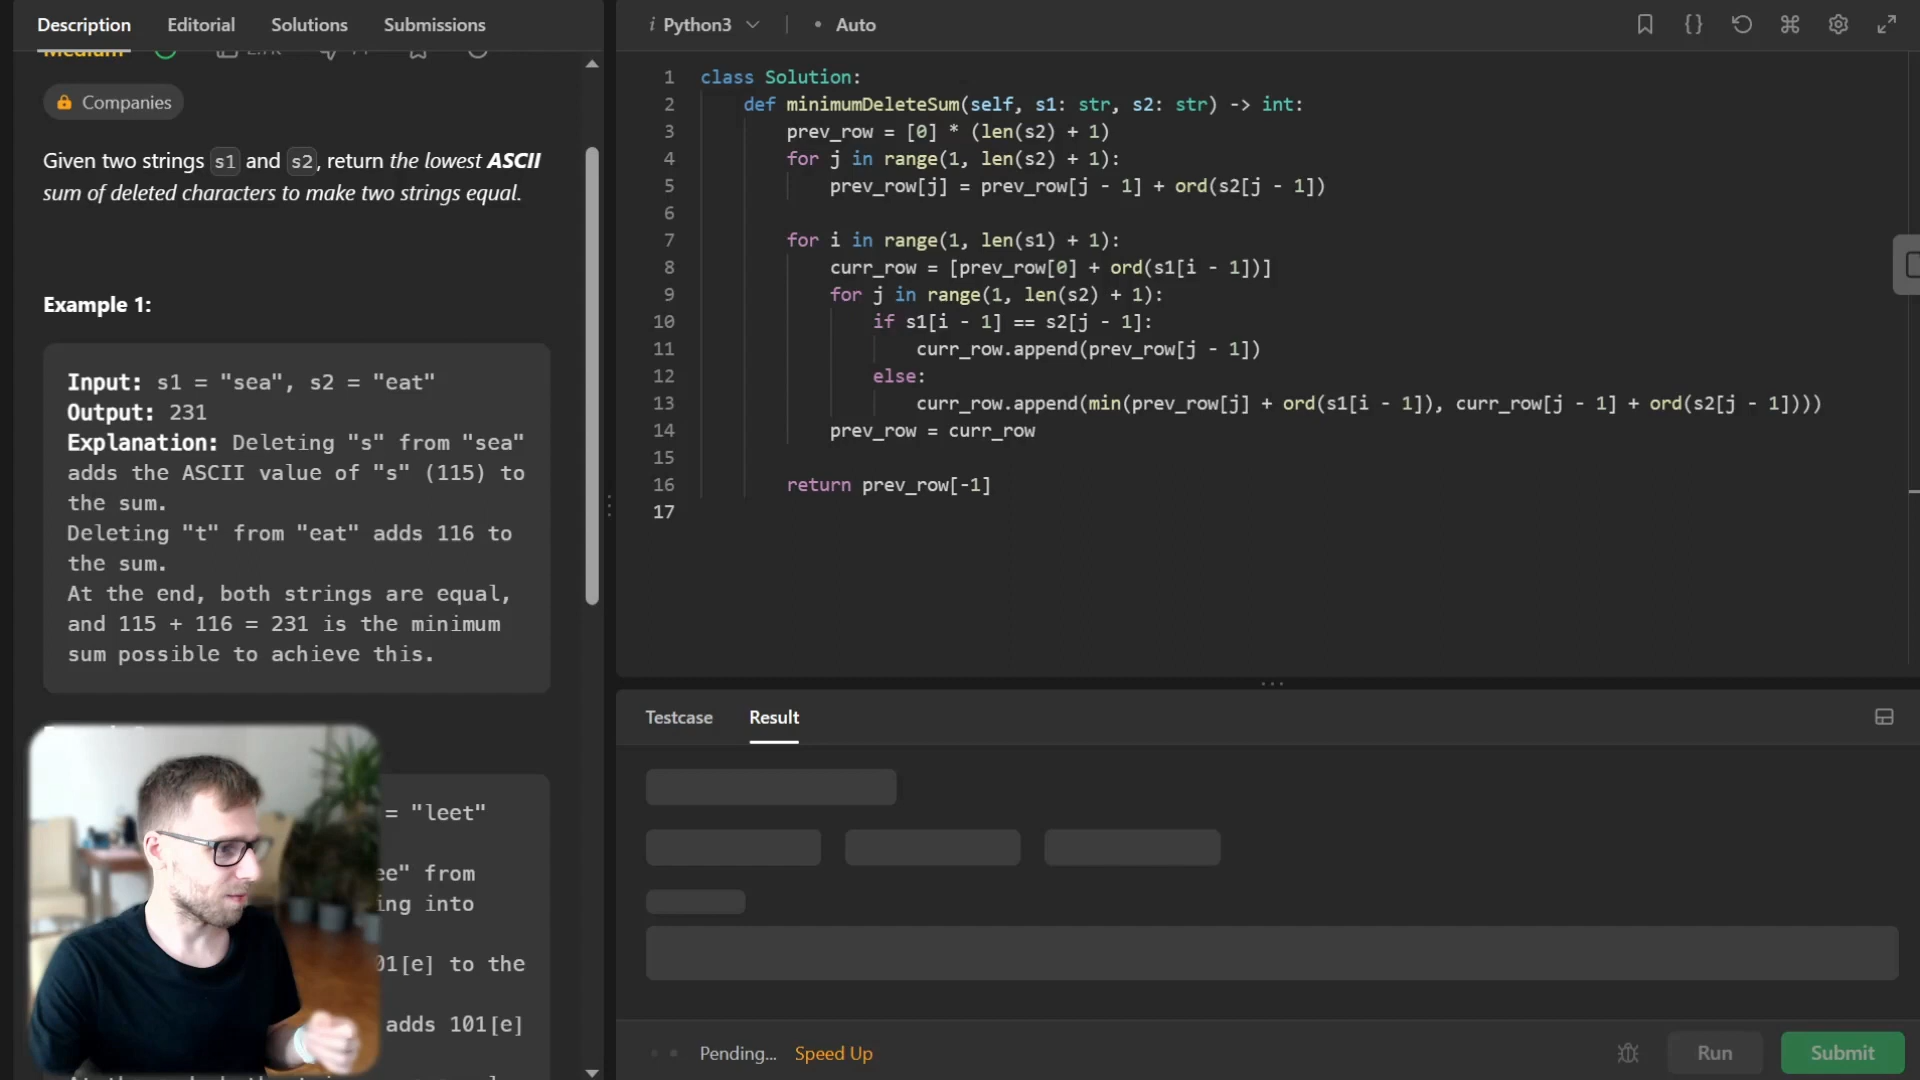 Description Editorial Solutions Submissions
Medium
Companies
Given two strings s1 and s2, return the lowest ASCII
sum of deleted characters to make two strings equal.
Example 1:
Input: s1 = "sea", s2 = "eat"
Output: 231
Explanation: Deleting "s" from "sea"
adds the ASCII value of "s" (115) to
the sum.
Deleting "t" from "eat" adds 116 to
the sum.
At the end, both strings are equal,
and 115 + 116 = 231 is the minimum
sum possible to achieve this.
= "leet"
ee" from
ing into
01[e] to the
adds 101[e]
i Python3 • Auto
1 class Solution:
2 def minimumDeleteSum(self, s1: str, s2: str) -> int:
3 prev_row = [0] * (len(s2) + 1)
4 for j in range(1, len(s2) + 1):
5 prev_row[j] = prev_row[j - 1] + ord(s2[j - 1])
6
7 for i in range(1, len(s1) + 1):
8 curr_row = [prev_row[0] + ord(s1[i - 1])]
9 for j in range(1, len(s2) + 1):
10 if s1[i - 1] == s2[j - 1]:
11 curr_row.append(prev_row[j - 1])
12 else:
13 curr_row.append(min(prev_row[j] + ord(s1[i - 1]), curr_row[j - 1] + ord(s2[j - 1])))
14 prev_row = curr_row
15
16 return prev_row[-1]
17
Testcase Result
Pending... Speed Up
Run Submit